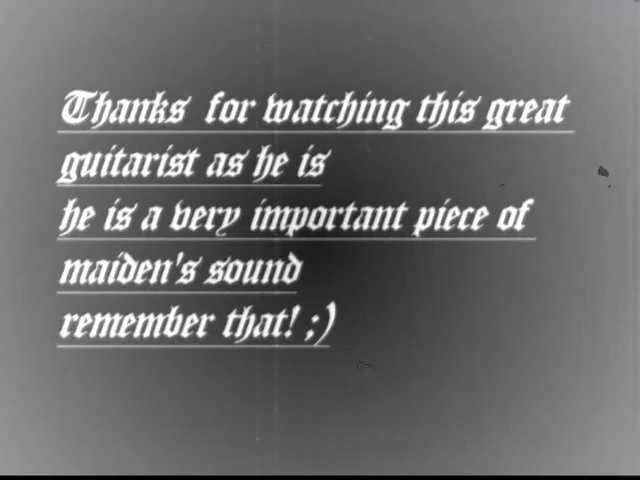 Thanks for watching this great
guitarist as he is
he is a very important piece of
maiden's sound
remember that! ;)